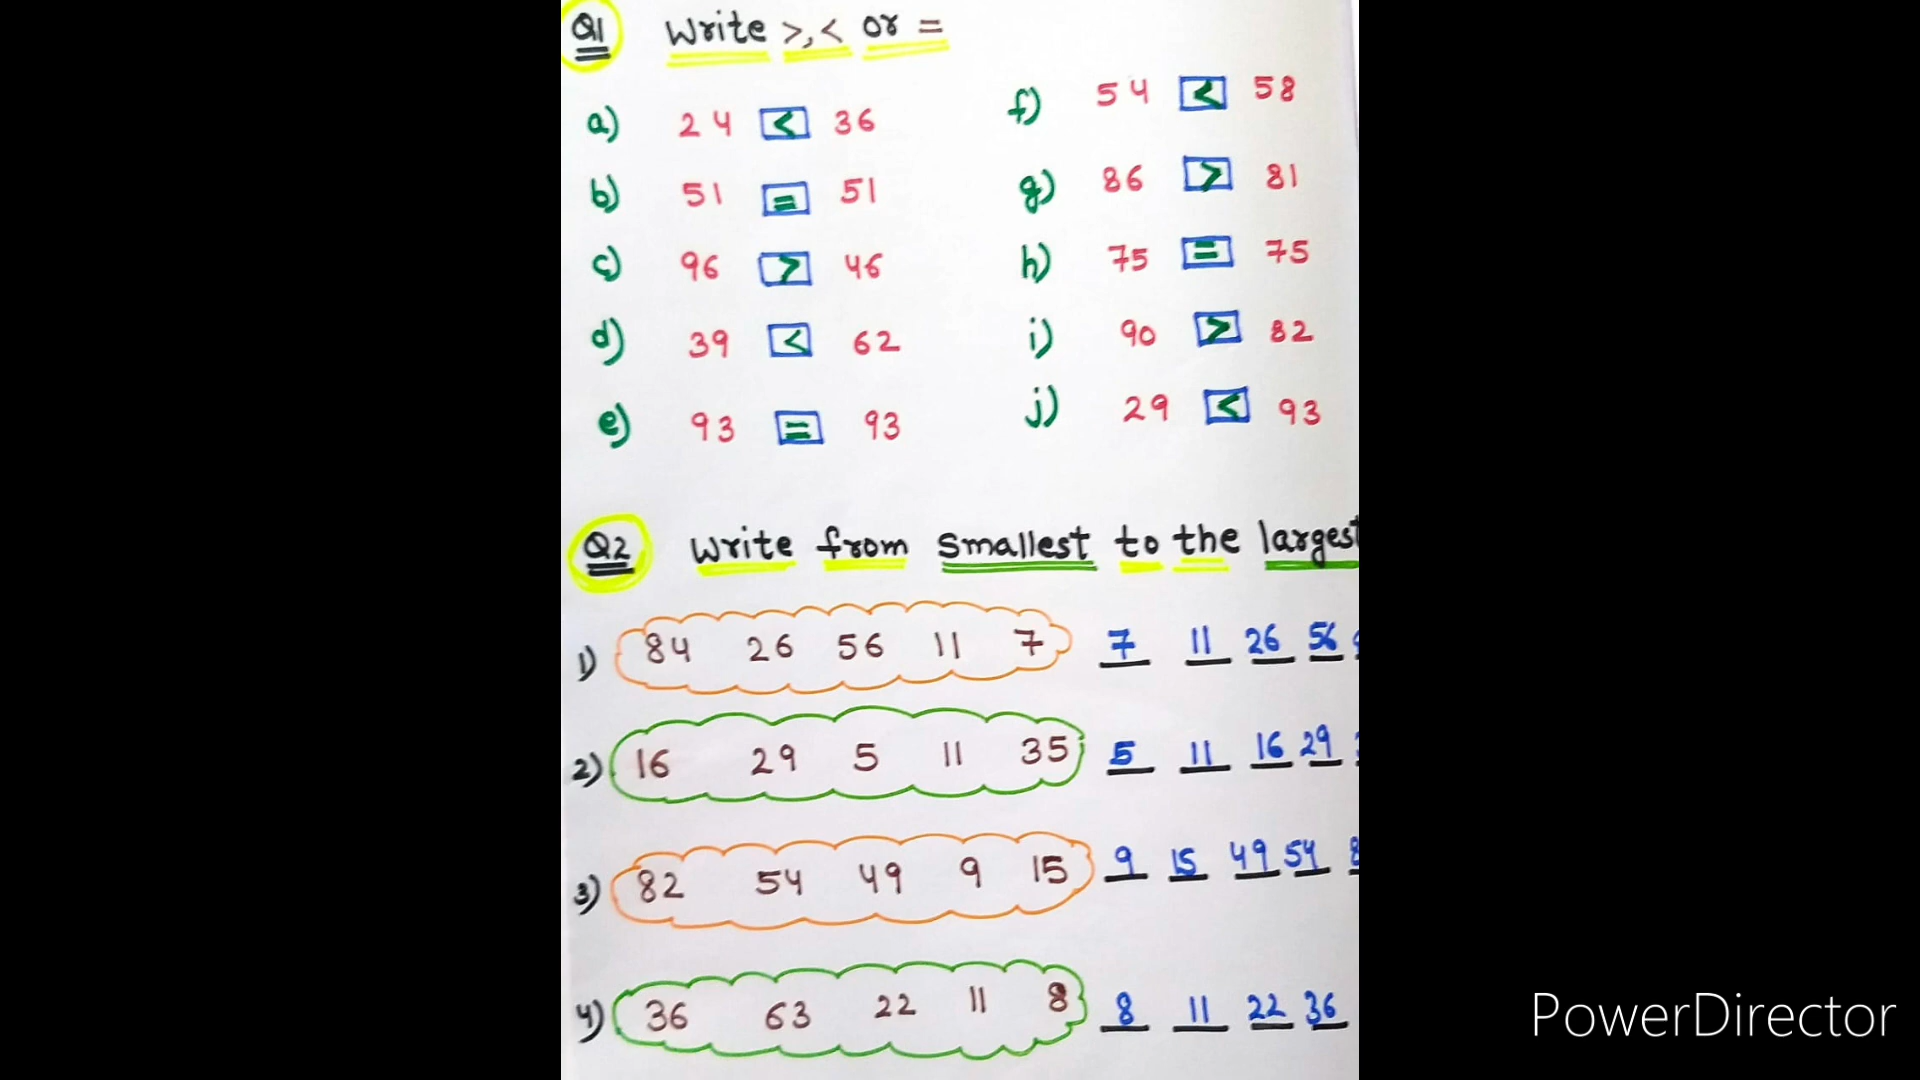 Q1 Write >, < or =
a) 24 < 36
b) 51 = 51
c) 96 > 46
d) 39 < 62
e) 93 = 93
f) 54 < 58
g) 86 > 81
h) 75 = 75
i) 90 > 82
j) 29 < 93
Q2 Write from smallest to the largest
1) 84 26 56 11 7 7 11 26 56
2) 16 29 5 11 35 5 11 16 29
3) 82 54 49 9 15 9 15 49 54
4) 36 63 22 11 8 8 11 22 36
PowerDirector